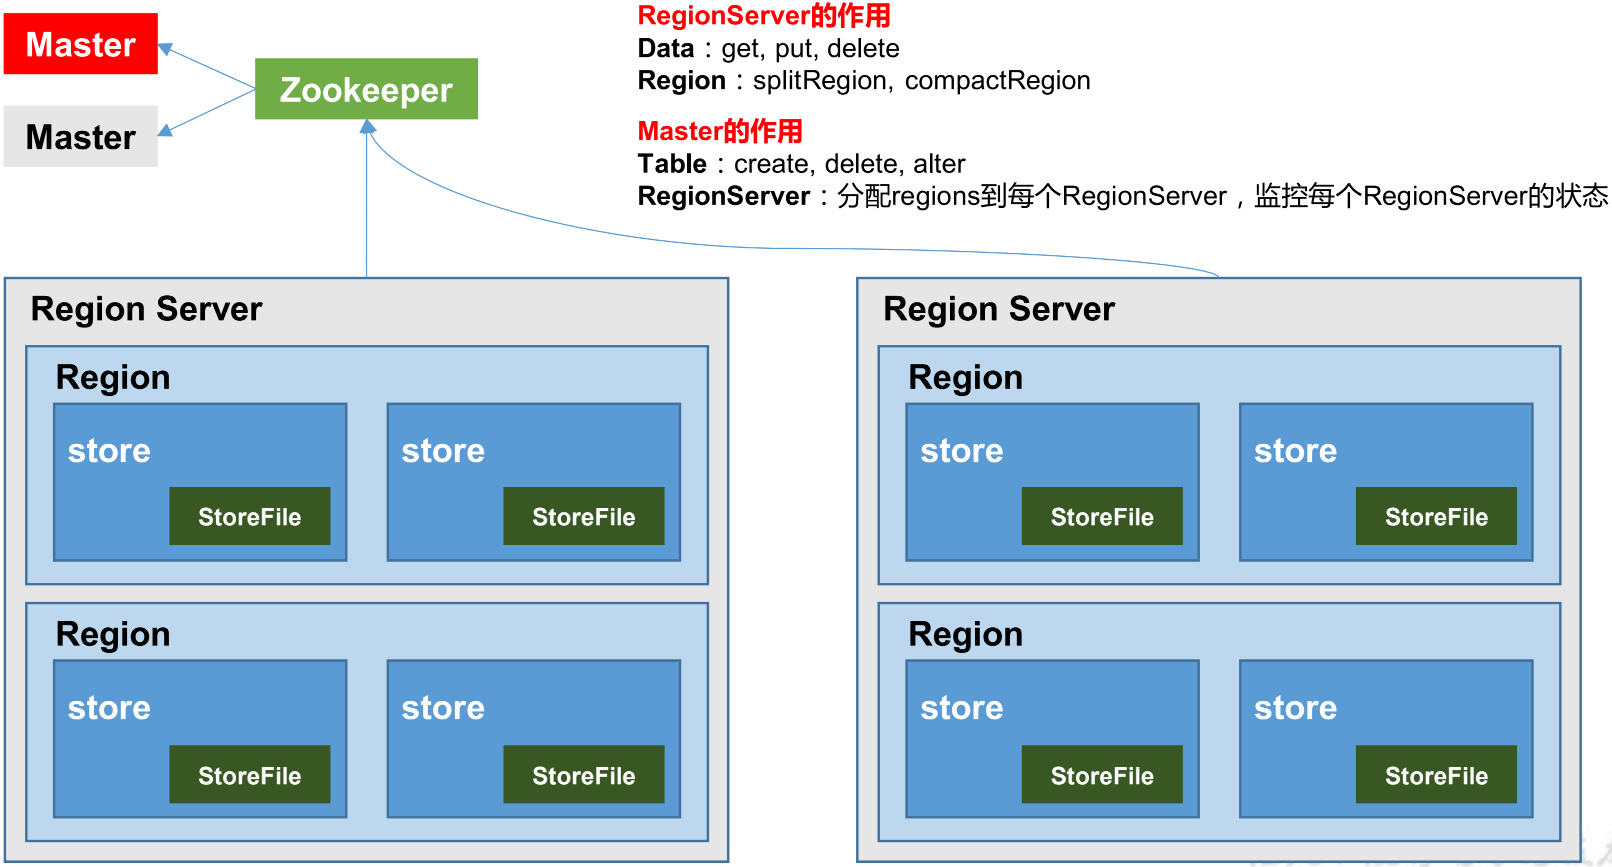 Master
Master
Zookeeper
RegionServer的作用
Data：get, put, delete
Region：splitRegion, compactRegion
Master的作用
Table：create, delete, alter
RegionServer：分配regions到每个RegionServer，监控每个RegionServer的状态
Region Server
Region
store
StoreFile
store
StoreFile
Region
store
StoreFile
store
StoreFile
Region Server
Region
store
StoreFile
store
StoreFile
Region
store
StoreFile
store
StoreFile